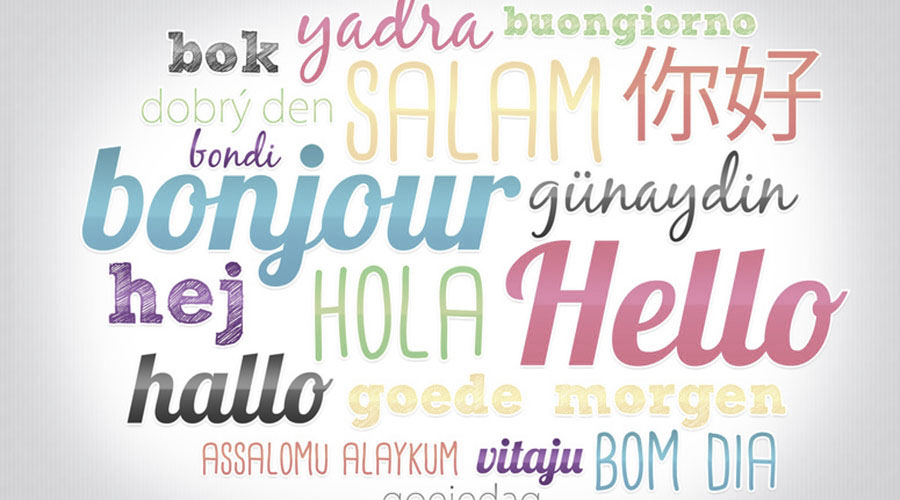 yadra
buongiorno
bok
SALAM
你好
dobrý den
bondi
bonjour
günaydin
hej
HOLA
Hello
hallo
goede morgen
ASSALOMU ALAYKUM
vitaju
BOM DIA